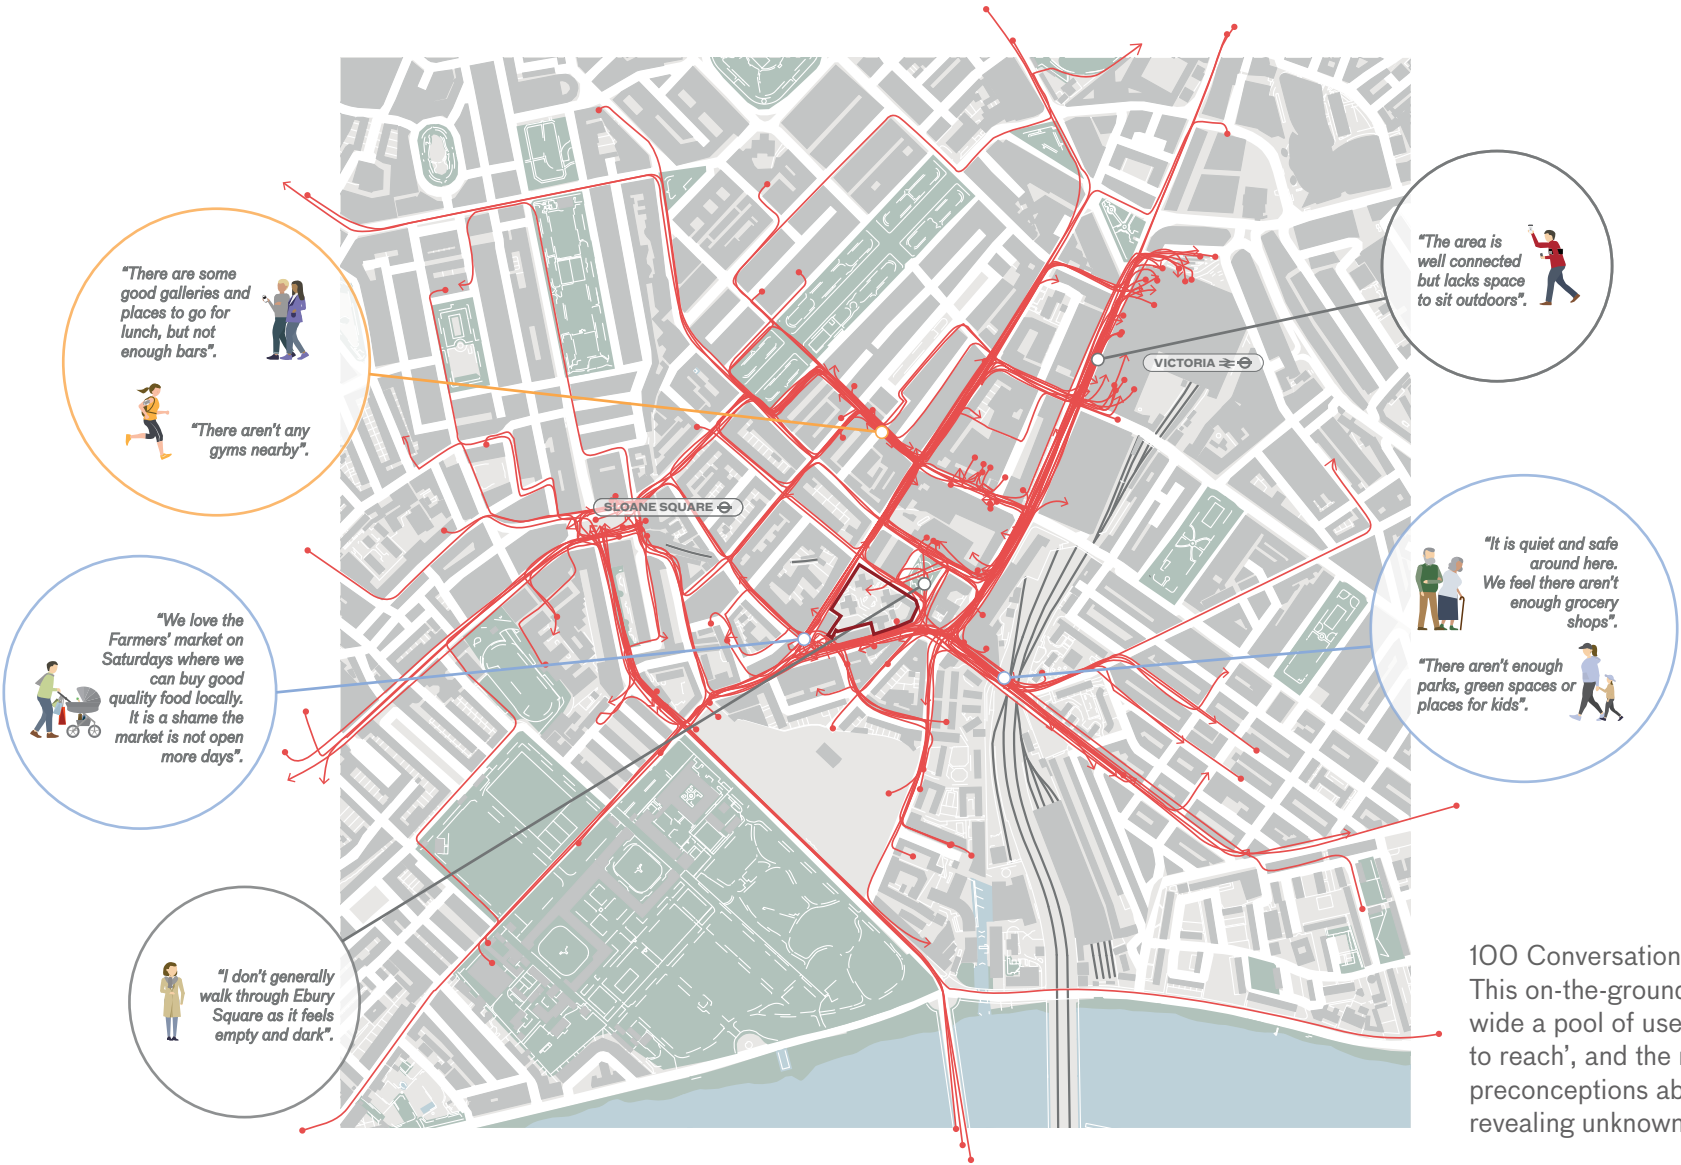 “There are some
good galleries and
places to go for
lunch, but not
enough bars”.
“There aren’t any
gyms nearby”.
“The area is
well connected
but lacks space
to sit outdoors”.
VICTORIA
SLOANE SQUARE
“We love the
Farmers’ market on
Saturdays where we
can buy good
quality food locally.
It is a shame the
market is not open
more days”.
“It is quiet and safe
around here.
We feel there aren’t
enough grocery
shops”.
“There aren’t enough
parks, green spaces or
places for kids”.
“I don’t generally
walk through Ebury
Square as it feels
empty and dark”.
100 Conversation
This on-the-ground
wide a pool of use
to reach’, and the
preconceptions ab
revealing unknown